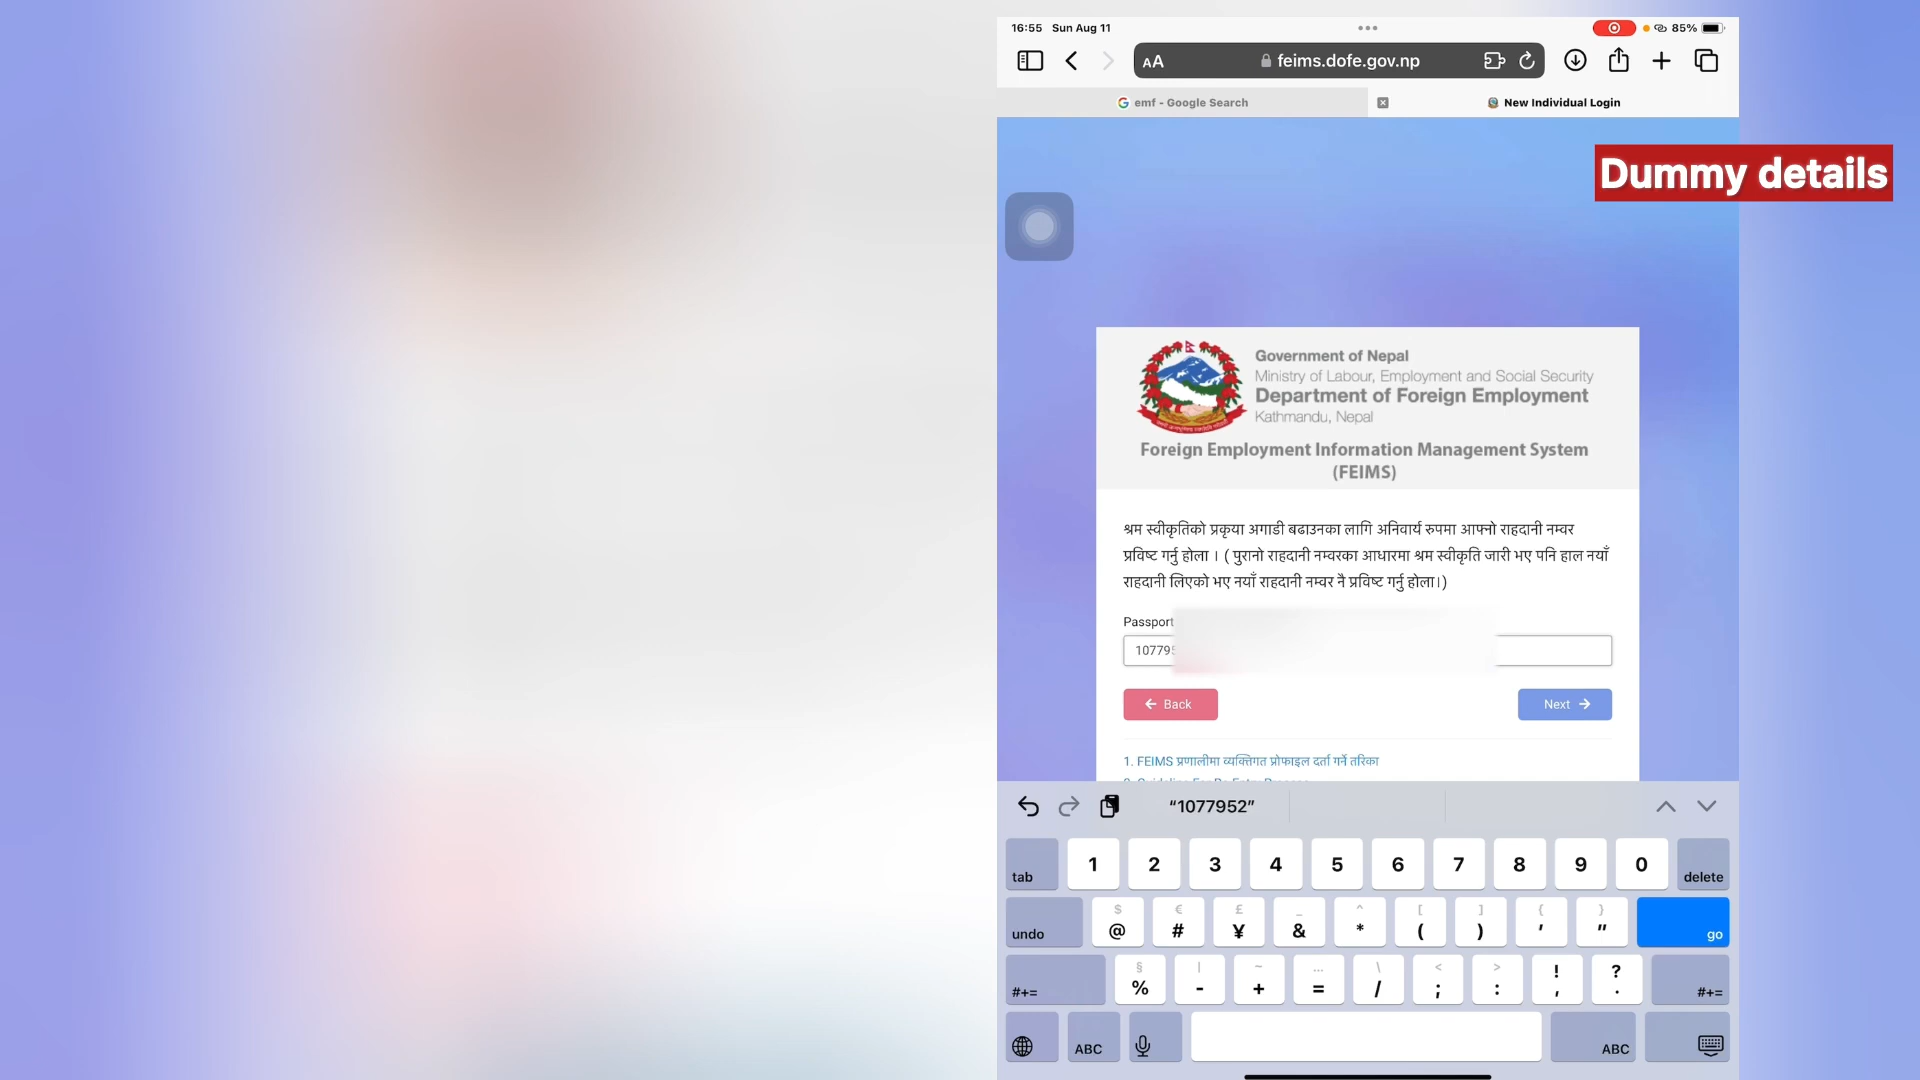 16:55 Sun Aug 11
85%
AA feims.dofe.gov.np
emf - Google Search
New Individual Login
Dummy details
Government of Nepal
Ministry of Labour, Employment and Social Security
Department of Foreign Employment
Kathmandu, Nepal
Foreign Employment Information Management System
(FEIMS)
श्रम स्वीकृतिको प्रकृया अगाडी बढाउनका लागि अनिवार्य रुपमा आफ्नो राहदानी नम्वर
प्रविष्ट गर्नु होला । ( पुरानो राहदानी नम्वरका आधारमा श्रम स्वीकृति जारी भए पनि हाल नयाँ
राहदानी लिएको भए नयाँ राहदानी नम्वर नै प्रविष्ट गर्नु होला।)
Passport
10779
Back
Next
1. FEIMS प्रणालीमा व्यक्तिगत प्रोफाइल दर्ता गर्ने तरिका
“1077952”
tab 1 2 3 4 5 6 7 8 9 0 delete
$ € £ _ ^ [ ] { }
undo @ # ¥ & * ( ) ' " go
§ | ~ … \ < > ! ?
#+= % - + = / ; : , . #+=
ABC ABC